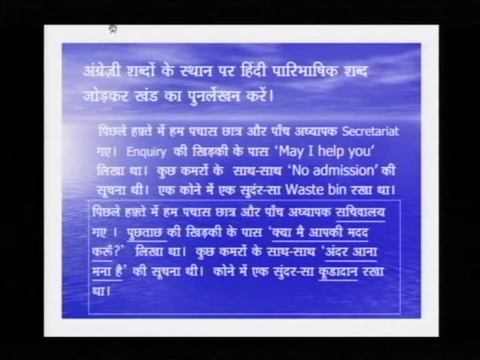 अंग्रेज़ी शब्दों के स्थान पर हिंदी पारिभाषिक शब्द
जोड़कर खंड का पुनर्लेखन करें।
पिछले हफ़्ते में हम पचास छात्र और पाँच अध्यापक Secretariat
गए। Enquiry की खिड़की के पास ‘May I help you’
लिखा था। कुछ कमरों के साथ-साथ ‘No admission’ की
सूचना थी। एक कोने में एक सुदंर-सा Waste bin रखा था।
पिछले हफ़्ते में हम पचास छात्र और पाँच अध्यापक सचिवालय
गए । पुछताछ की खिड़की के पास ‘क्या मै आपकी मदद
करूँ?’ लिखा था। कुछ कमरों के साथ-साथ ‘अंदर आना
मना है’ की सूचना थी। कोने में एक सुंदर-सा कूडादान रखा
था।